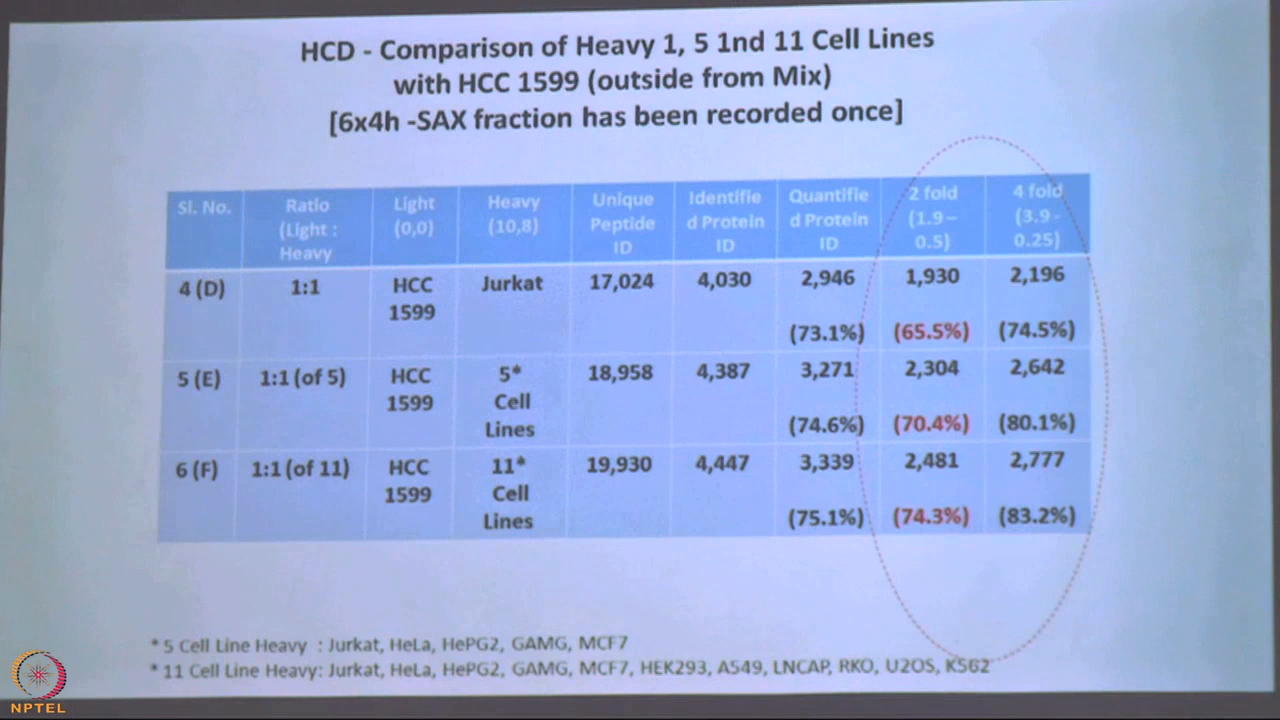 HCD - Comparison of Heavy 1, 5 1nd 11 Cell Lines
with HCC 1599 (outside from Mix)
[6x4h -SAX fraction has been recorded once]
Sl. No. Ratio (Light : Heavy Light (0,0) Heavy (10,8) Unique Peptide ID Identifie d Protein ID Quantifie d Protein ID 2 fold (1.9 – 0.5) 4 fold (3.9 - 0.25)
4 (D) 1:1 HCC 1599 Jurkat 17,024 4,030 2,946 (73.1%) 1,930 (65.5%) 2,196 (74.5%)
5 (E) 1:1 (of 5) HCC 1599 5* Cell Lines 18,958 4,387 3,271 (74.6%) 2,304 (70.4%) 2,642 (80.1%)
6 (F) 1:1 (of 11) HCC 1599 11* Cell Lines 19,930 4,447 3,339 (75.1%) 2,481 (74.3%) 2,777 (83.2%)
* 5 Cell Line Heavy : Jurkat, HeLa, HePG2, GAMG, MCF7
* 11 Cell Line Heavy: Jurkat, HeLa, HePG2, GAMG, MCF7, HEK293, A549, LNCAP, RKO, U2OS, K562
NPTEL